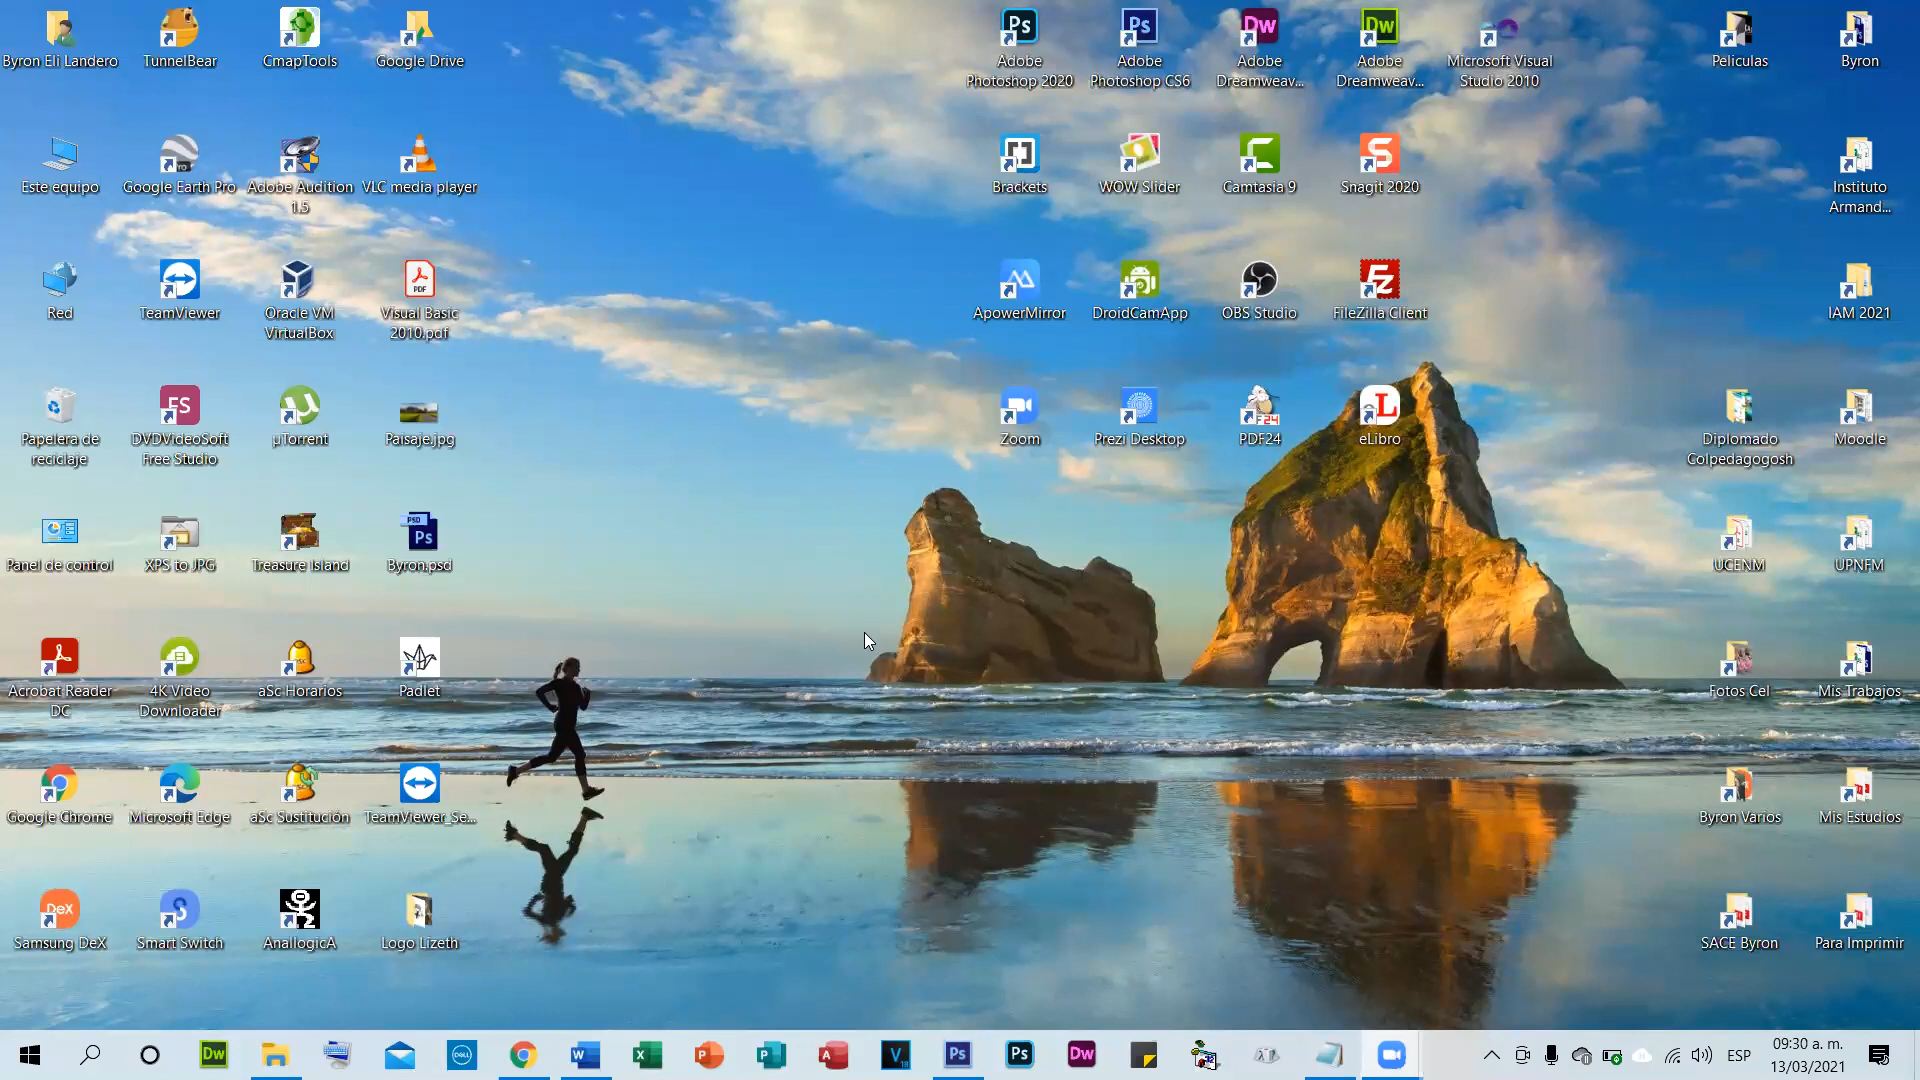 Byron Eli Landero
TunnelBear
CmapTools
Google Drive
Adobe
Photoshop 2020
Adobe
Photoshop CS6
Adobe
Dreamweav...
Adobe
Dreamweav...
Microsoft Visual
Studio 2010
Peliculas
Byron
Este equipo
Google Earth Pro
Adobe Audition
1.5
VLC media player
Brackets
WOW Slider
Camtasia 9
Snagit 2020
Instituto
Armand...
Red
TeamViewer
Oracle VM
VirtualBox
Visual Basic
2010.pdf
ApowerMirror
DroidCamApp
OBS Studio
FileZilla Client
IAM 2021
Papelera de
reciclaje
DVDVideoSoft
Free Studio
µTorrent
Paisaje.jpg
Zoom
Prezi Desktop
PDF24
eLibro
Diplomado
Colpedagogosh
Moodle
Panel de control
XPS to JPG
Treasure Island
Byron.psd
UCENM
UPNFM
Acrobat Reader
DC
4K Video
Downloader
aSc Horarios
Padlet
Fotos Cel
Mis Trabajos
Google Chrome
Microsoft Edge
aSc Sustitución
TeamViewer_Se...
Byron Varios
Mis Estudios
Samsung DeX
Smart Switch
AnallogicA
Logo Lizeth
SACE Byron
Para Imprimir
ESP
09:30 a. m.
13/03/2021